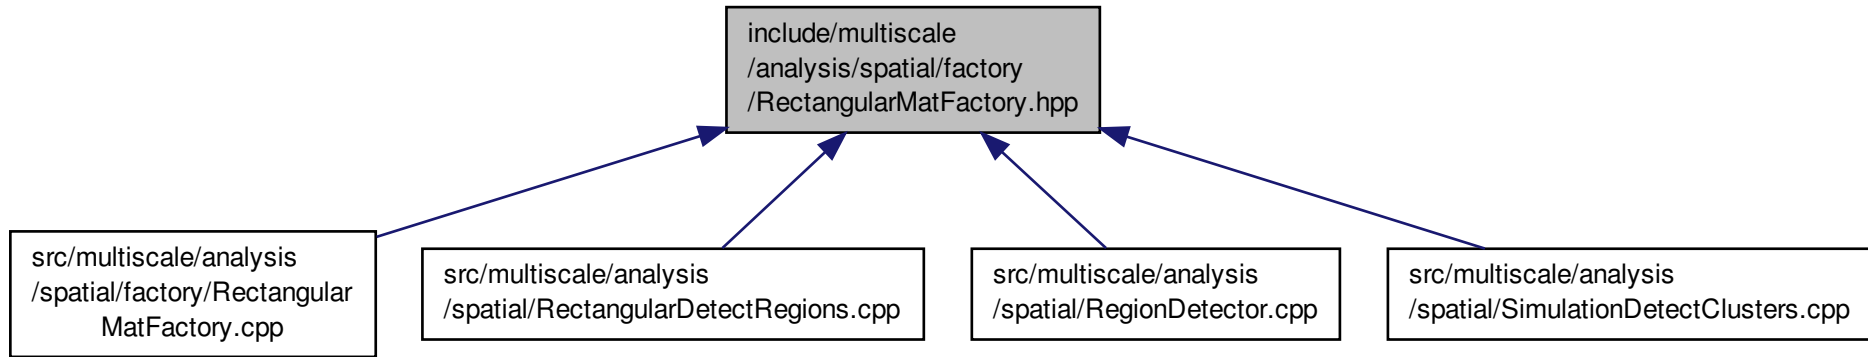 include/multiscale
/analysis/spatial/factory
/RectangularMatFactory.hpp
src/multiscale/analysis
/spatial/factory/Rectangular
MatFactory.cpp
src/multiscale/analysis
/spatial/RectangularDetectRegions.cpp
src/multiscale/analysis
/spatial/RegionDetector.cpp
src/multiscale/analysis
/spatial/SimulationDetectClusters.cpp